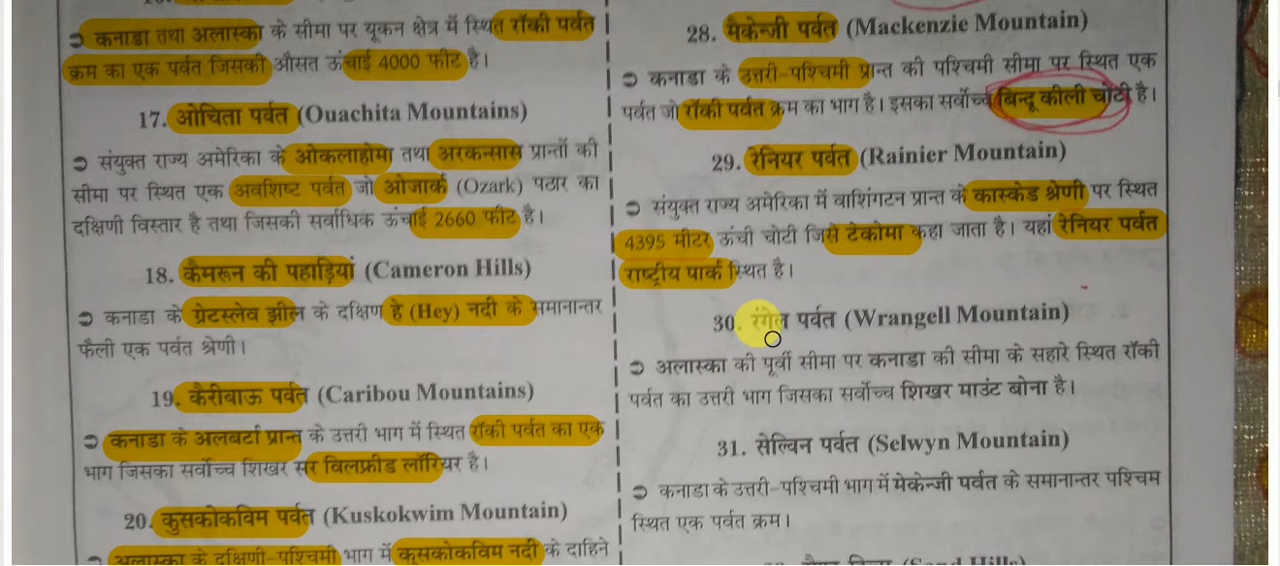 ⊃ कनाडा तथा अलास्का के सीमा पर यूकन क्षेत्र में स्थित रॉकी पर्वत
क्रम का एक पर्वत जिसकी औसत ऊंचाई 4000 फीट है।
17. ओचिता पर्वत (Ouachita Mountains)
⊃ संयुक्त राज्य अमेरिका के ओकलाहोमा तथा अरकन्सास प्रान्तों की
सीमा पर स्थित एक अवशिष्ट पर्वत जो ओजार्क (Ozark) पठार का
दक्षिणी विस्तार है तथा जिसकी सर्वाधिक ऊंचाई 2660 फीट है।
18. कैमरून की पहाड़ियां (Cameron Hills)
⊃ कनाडा के ग्रेटस्लेव झील के दक्षिण हे (Hey) नदी के समानान्तर
फैली एक पर्वत श्रेणी।
19. कैरीबाऊ पर्वत (Caribou Mountains)
⊃ कनाडा के अलबर्टा प्रान्त के उत्तरी भाग में स्थित रॉकी पर्वत का एक
भाग जिसका सर्वोच्च शिखर सर विलफ्रीड लॉरियर है।
20. कुसकोकविम पर्वत (Kuskokwim Mountain)
⊃ अलास्का के दक्षिणी-पश्चिमी भाग में कुसकोकविम नदी के दाहिने
28. मैकेन्जी पर्वत (Mackenzie Mountain)
⊃ कनाडा के उत्तरी-पश्चिमी प्रान्त की पश्चिमी सीमा पर स्थित एक
पर्वत जो रॉकी पर्वत क्रम का भाग है। इसका सर्वोच्च बिन्दू कीली चोटी है।
29. रेनियर पर्वत (Rainier Mountain)
⊃ संयुक्त राज्य अमेरिका में वाशिंगटन प्रान्त के कास्केड श्रेणी पर स्थित
4395 मीटर ऊंची चोटी जिसे टेकोमा कहा जाता है। यहां रेनियर पर्वत
राष्ट्रीय पार्क स्थित है।
30. रंगेल पर्वत (Wrangell Mountain)
⊃ अलास्का की पूर्वी सीमा पर कनाडा की सीमा के सहारे स्थित रॉकी
पर्वत का उत्तरी भाग जिसका सर्वोच्च शिखर माउंट बोना है।
31. सेल्विन पर्वत (Selwyn Mountain)
⊃ कनाडा के उत्तरी-पश्चिमी भाग में मेकेन्जी पर्वत के समानान्तर पश्चिम
स्थित एक पर्वत क्रम।